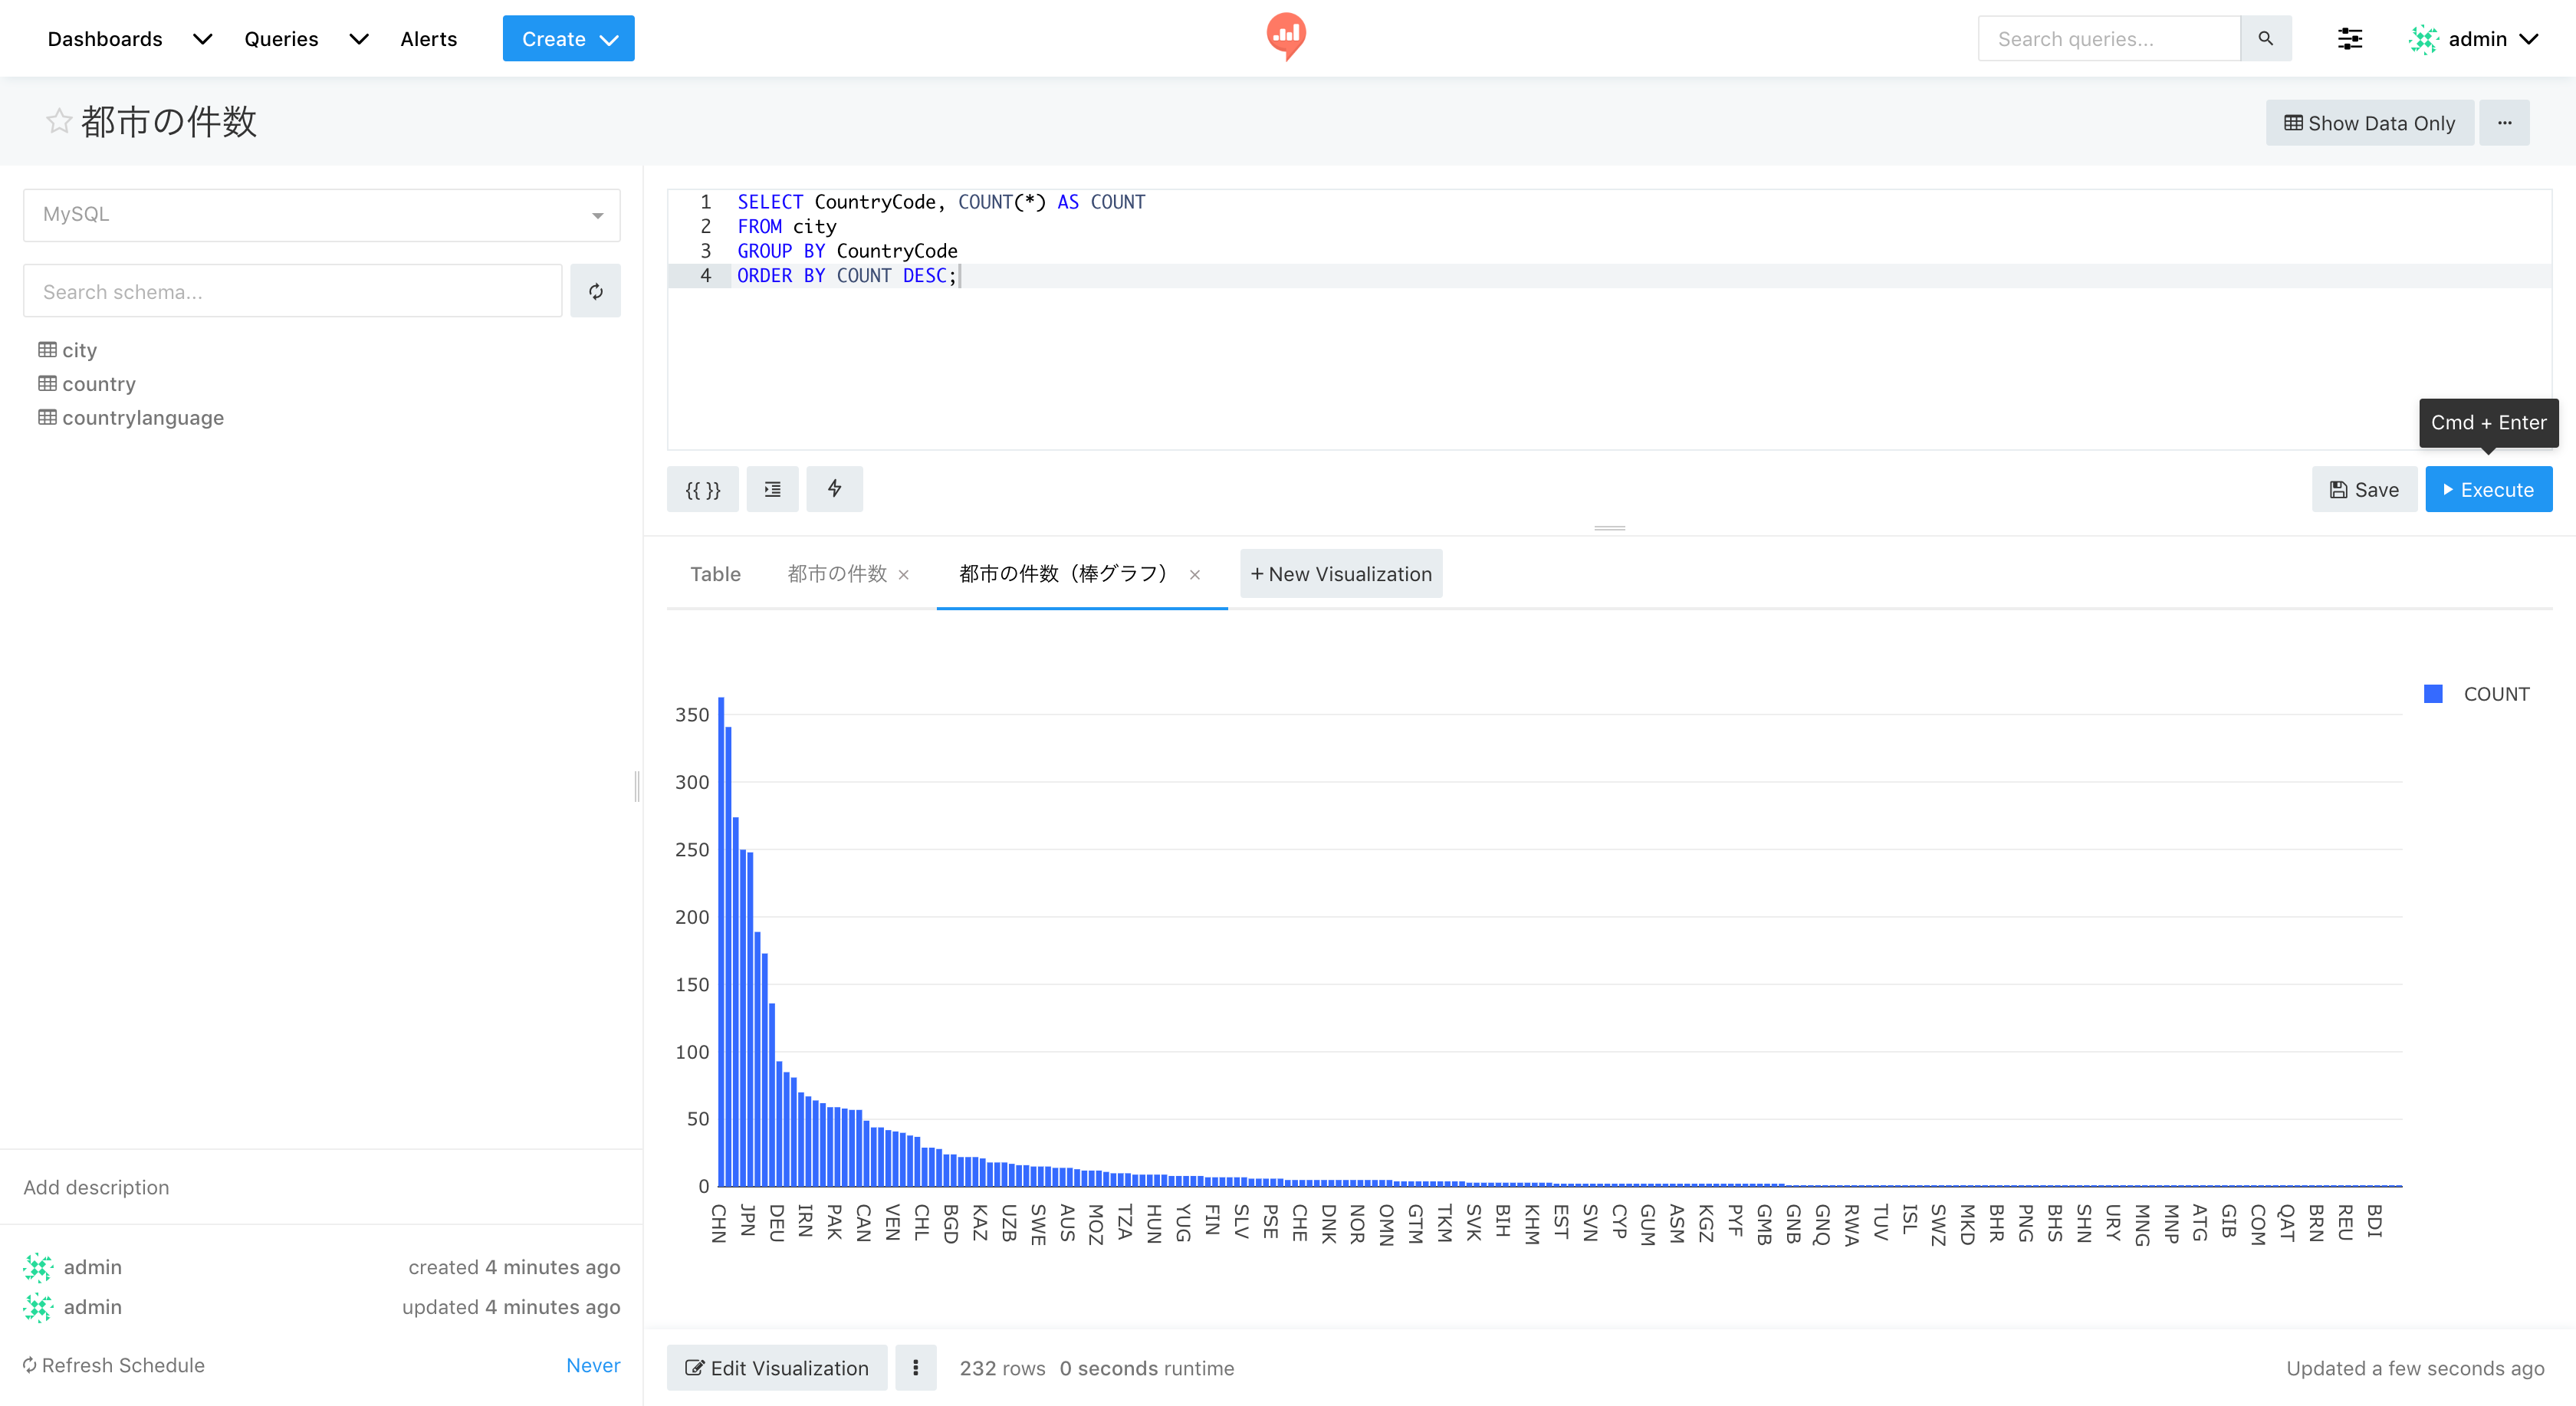 Dashboards Queries Alerts Create Search queries... admin
都市の件数 Show Data Only ...
MySQL
Search schema...
city
country
countrylanguage
1 SELECT CountryCode, COUNT(*) AS COUNT
2 FROM city
3 GROUP BY CountryCode
4 ORDER BY COUNT DESC;
Cmd + Enter
{{ }} Save Execute
Table 都市の件数 × 都市の件数（棒グラフ） × + New Visualization
COUNT
350
300
250
200
150
100
50
0
CHN JPN DEU IRN PAK CAN VEN CHL BGD KAZ UZB SWE AUS MOZ TZA HUN YUG FIN SLV PSE CHE DNK NOR OMN GTM TKM SVK BIH KHM EST SVN CYP GUM ASM KGZ PYF GMB GNB GNQ RWA TUV ISL SWZ MKD BHR PNG BHS SHN URY MNG MNP ATG GIB COM QAT BRN REU BDI
Add description
admin created 4 minutes ago
admin updated 4 minutes ago
Refresh Schedule Never
Edit Visualization 232 rows 0 seconds runtime Updated a few seconds ago